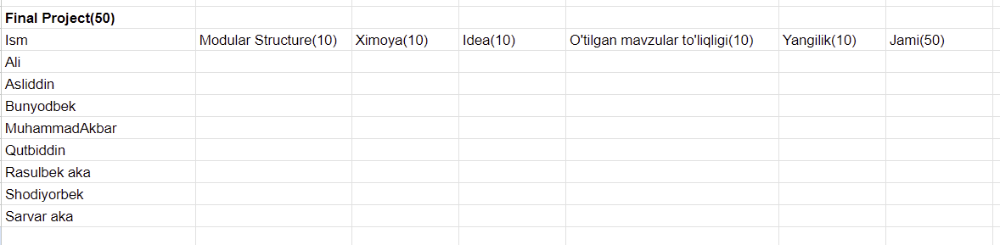 Final Project(50)
Ism Modular Structure(10) Ximoya(10) Idea(10) O'tilgan mavzular to'liqligi(10) Yangilik(10) Jami(50)
Ali
Asliddin
Bunyodbek
MuhammadAkbar
Qutbiddin
Rasulbek aka
Shodiyorbek
Sarvar aka